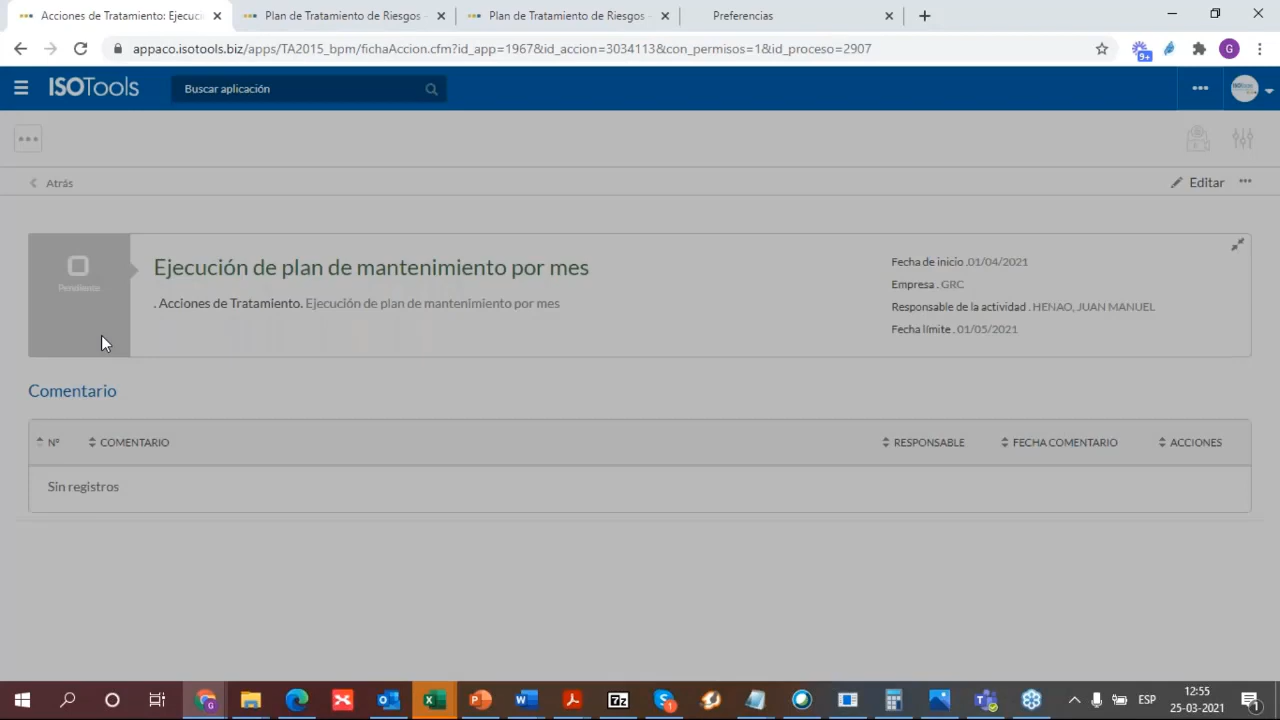 Acciones de Tratamiento: Ejecuc
Plan de Tratamiento de Riesgos -
Plan de Tratamiento de Riesgos -
Preferencias
appaco.isotools.biz/apps/TA2015_bpm/fichaAccion.cfm?id_app=1967&id_accion=3034113&con_permisos=1&id_proceso=2907
9+
G
ISOTools
Buscar aplicación
Atrás
Editar
Pendiente
Ejecución de plan de mantenimiento por mes
. Acciones de Tratamiento. Ejecución de plan de mantenimiento por mes
Fecha de inicio .01/04/2021
Empresa . GRC
Responsable de la actividad . HENAO, JUAN MANUEL
Fecha límite . 01/05/2021
Comentario
Nº COMENTARIO RESPONSABLE FECHA COMENTARIO ACCIONES
Sin registros
ESP
12:55
25-03-2021